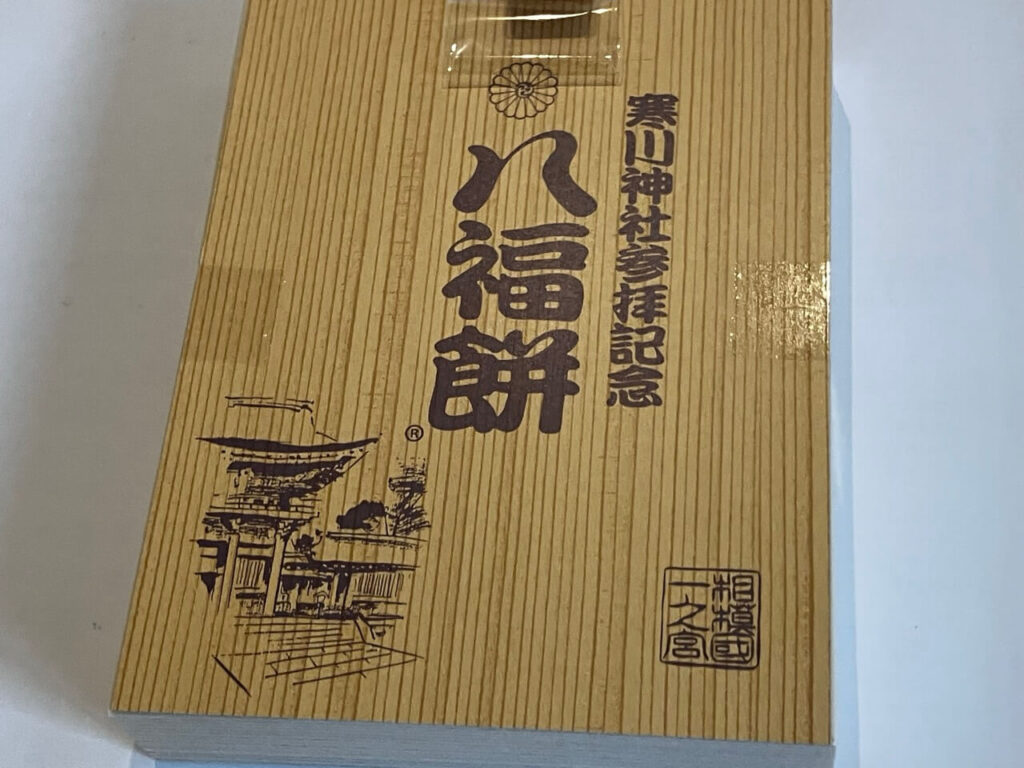 寒川神社参拝記念
八福餅
®
相模國
一之宮